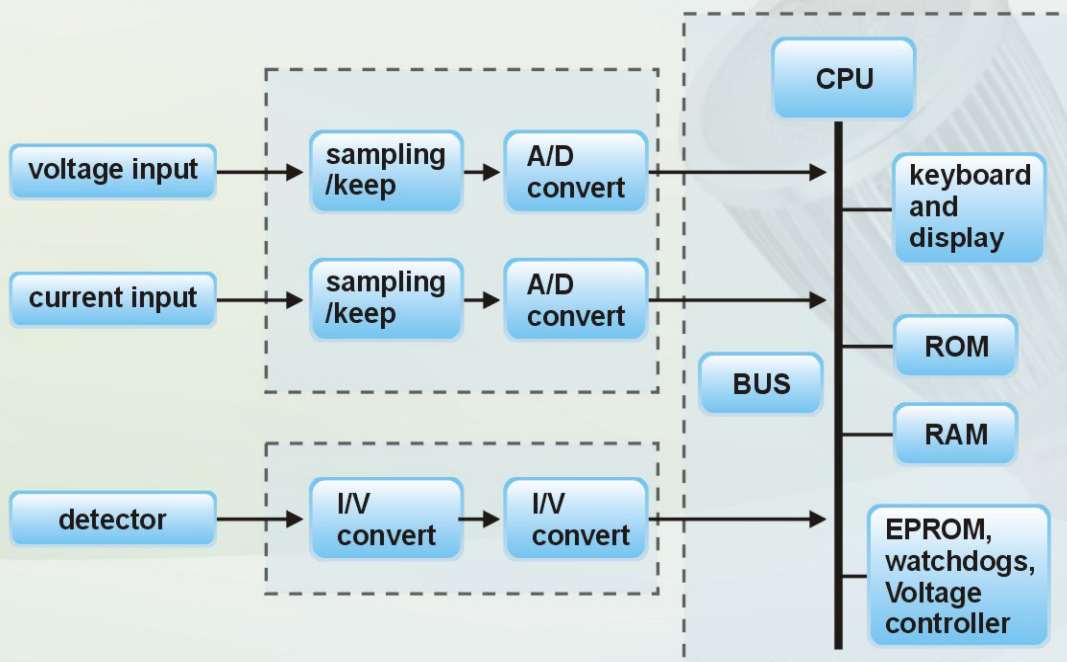 CPU
voltage input
sampling
/keep
A/D
convert
keyboard
and
display
current input
sampling
/keep
A/D
convert
ROM
BUS
RAM
detector
I/V
convert
I/V
convert
EPROM,
watchdogs,
Voltage
controller